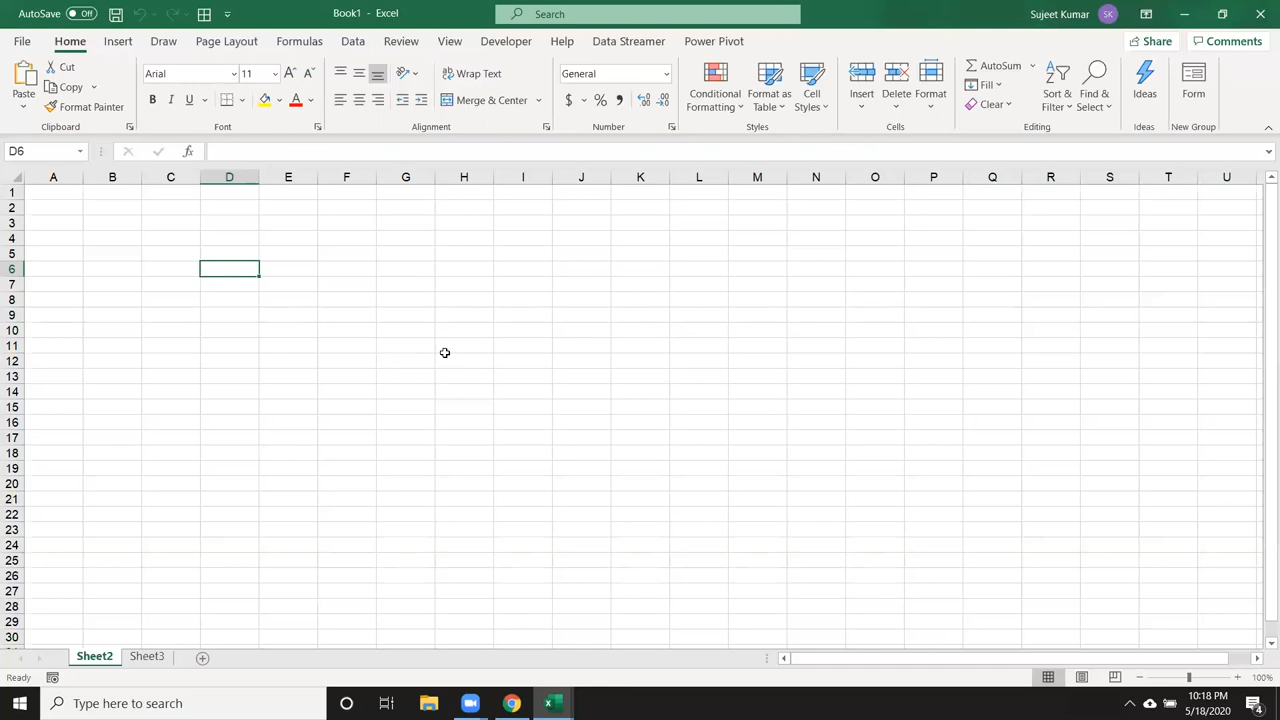 AutoSave Off Book1 - Excel Search Sujeet Kumar SK
File Home Insert Draw Page Layout Formulas Data Review View Developer Help Data Streamer Power Pivot Share Comments
Paste Cut Copy Format Painter Clipboard
Arial 11 B I U A Font
Wrap Text Merge & Center Alignment
General $ % , Number
Conditional Formatting Format as Table Cell Styles Styles
Insert Delete Format Cells
AutoSum Fill Clear Sort & Filter Find & Select Editing
Ideas Ideas
Form New Group
D6 fx
A B C D E F G H I J K L M N O P Q R S T U
1
2
3
4
5
6
7
8
9
10
11
12
13
14
15
16
17
18
19
20
21
22
23
24
25
26
27
28
29
30
Sheet2 Sheet3
Ready 100%
Type here to search 10:18 PM
5/18/2020 4